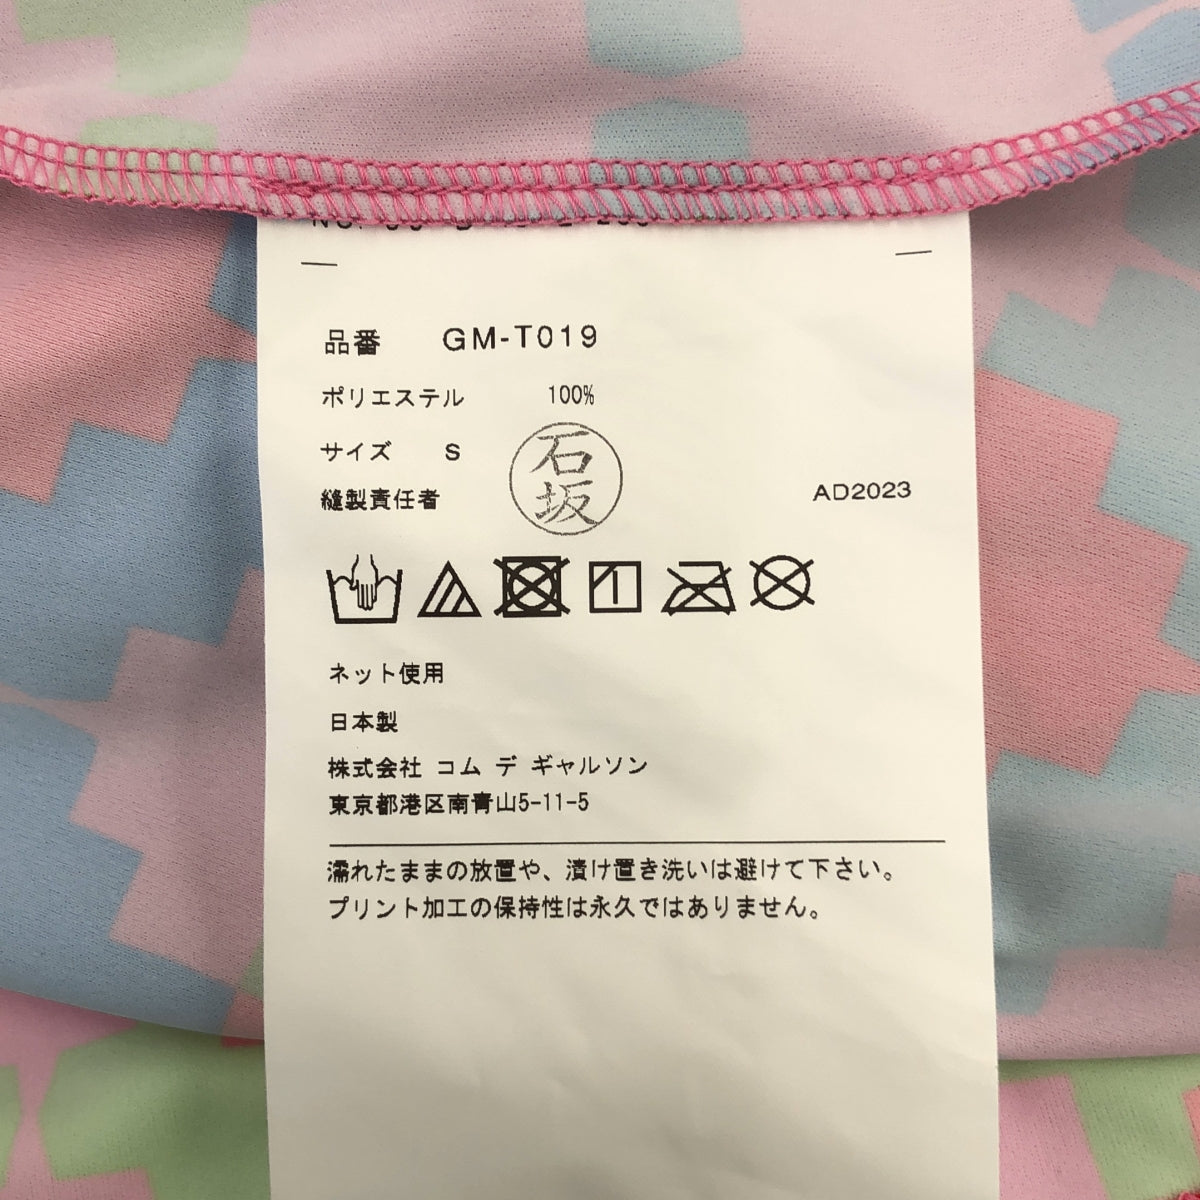 品番 GM-T019
ポリエステル 100%
サイズ S
縫製責任者 石坂 AD2023
ネット使用
日本製
株式会社 コム デ ギャルソン
東京都港区南青山5-11-5
濡れたままの放置や、漬け置き洗いは避けて下さい。
プリント加工の保持性は永久ではありません。